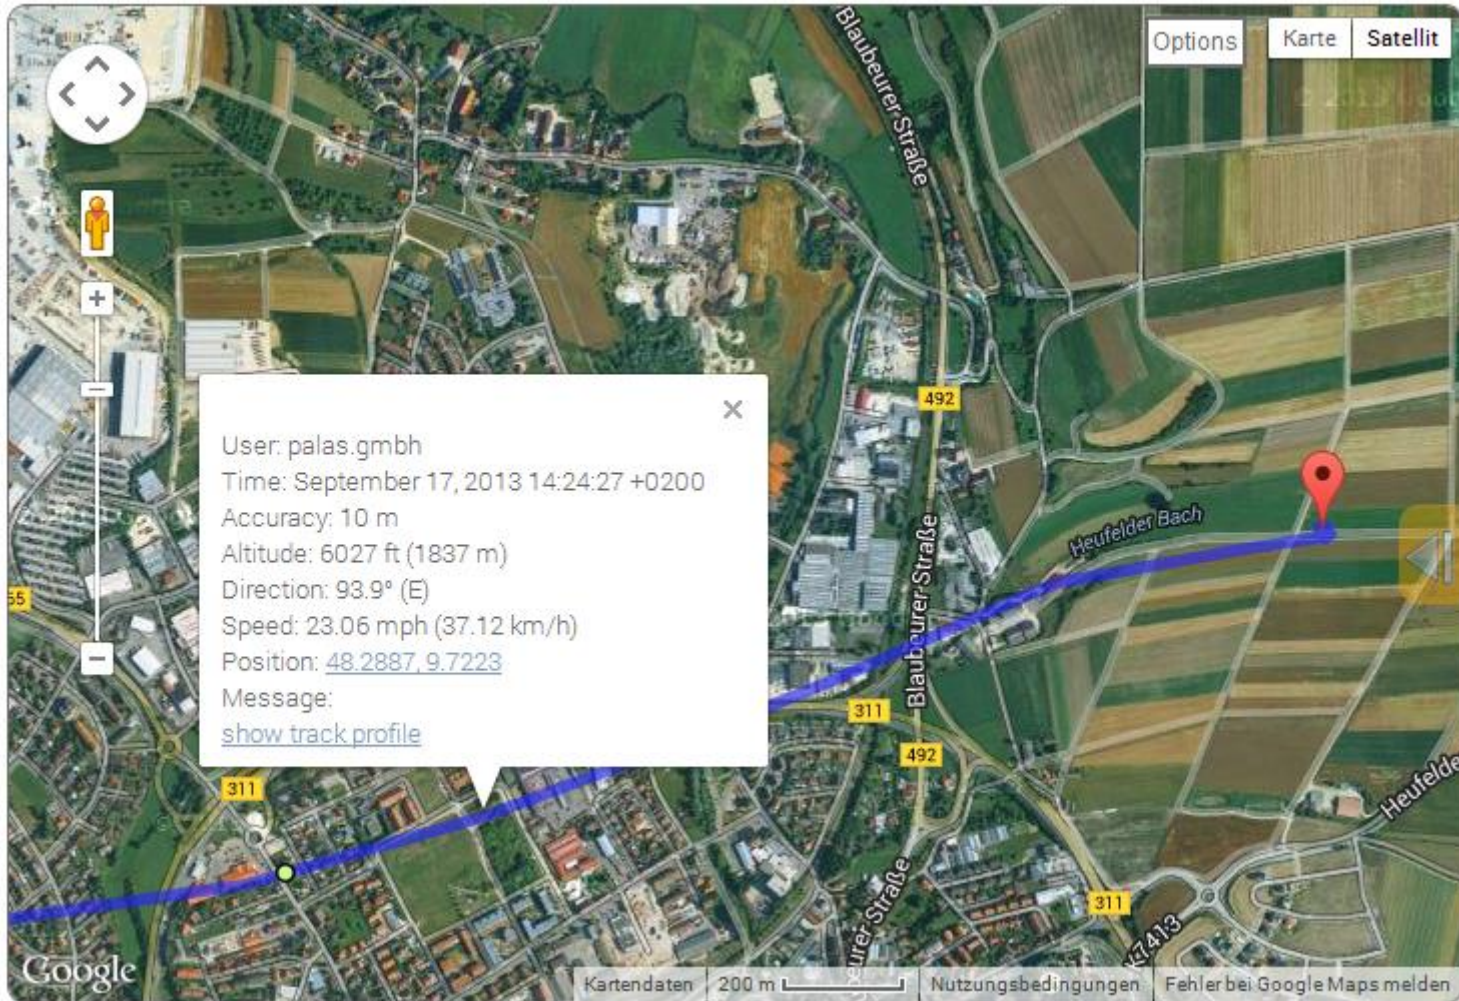 Blaubeurer Straße
Options
Karte
Satellit
492
User: palas.gmbh
Time: September 17, 2013 14:24:27 +0200
Accuracy: 10 m
Altitude: 6027 ft (1837 m)
Direction: 93.9° (E)
Speed: 23.06 mph (37.12 km/h)
Position: 48.2887, 9.7223
Message:
show track profile
Heufelder Bach
Blaubeurer Straße
311
492
311
Heufelde
311
K7413
eurer Straße
Google
Kartendaten
200 m
Nutzungsbedingungen
Fehler bei Google Maps melden